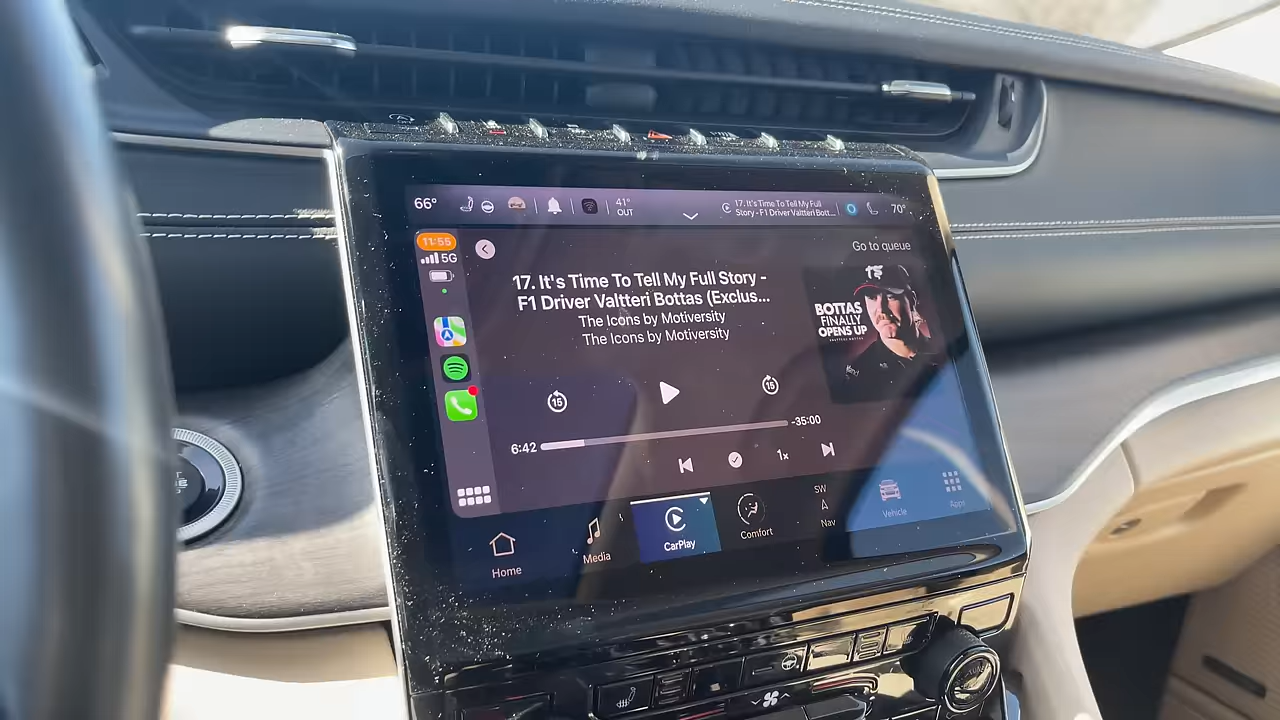 66°
41°
OUT
17. It's Time To Tell My Full
Story - F1 Driver Valtteri Bott...
70°
11:55
5G
Go to queue
17. It's Time To Tell My Full Story -
F1 Driver Valtteri Bottas (Exclus...
The Icons by Motiversity
The Icons by Motiversity
BOTTAS
FINALLY
OPENS UP
VALTTERI BOTTAS
15
15
6:42
-35:00
1x
Home
Media
CarPlay
Comfort
SW
Nav
Vehicle
Apps